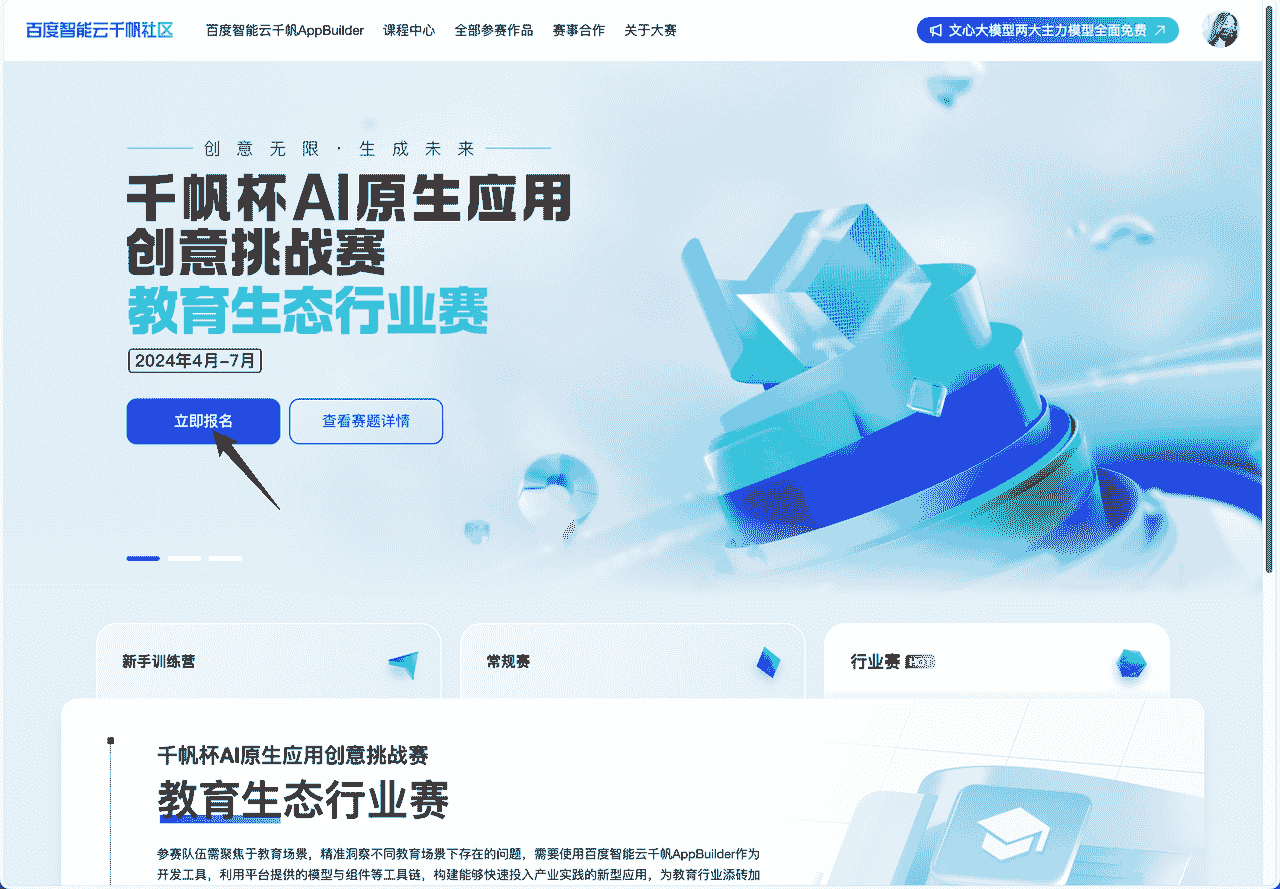 百度智能云千帆社区
百度智能云千帆AppBuilder 课程中心 全部参赛作品 赛事合作 关于大赛
文心大模型两大主力模型全面免费
创意无限·生成未来
千帆杯AI原生应用
创意挑战赛
教育生态行业赛
2024年4月-7月
立即报名 查看赛题详情
新手训练营 常规赛 行业赛 HOT
千帆杯AI原生应用创意挑战赛
教育生态行业赛
参赛队伍需聚焦于教育场景，精准洞察不同教育场景下存在的问题，需要使用百度智能云千帆AppBuilder作为
开发工具，利用平台提供的模型与组件等工具链，构建能够快速投入产业实践的新型应用，为教育行业添砖加